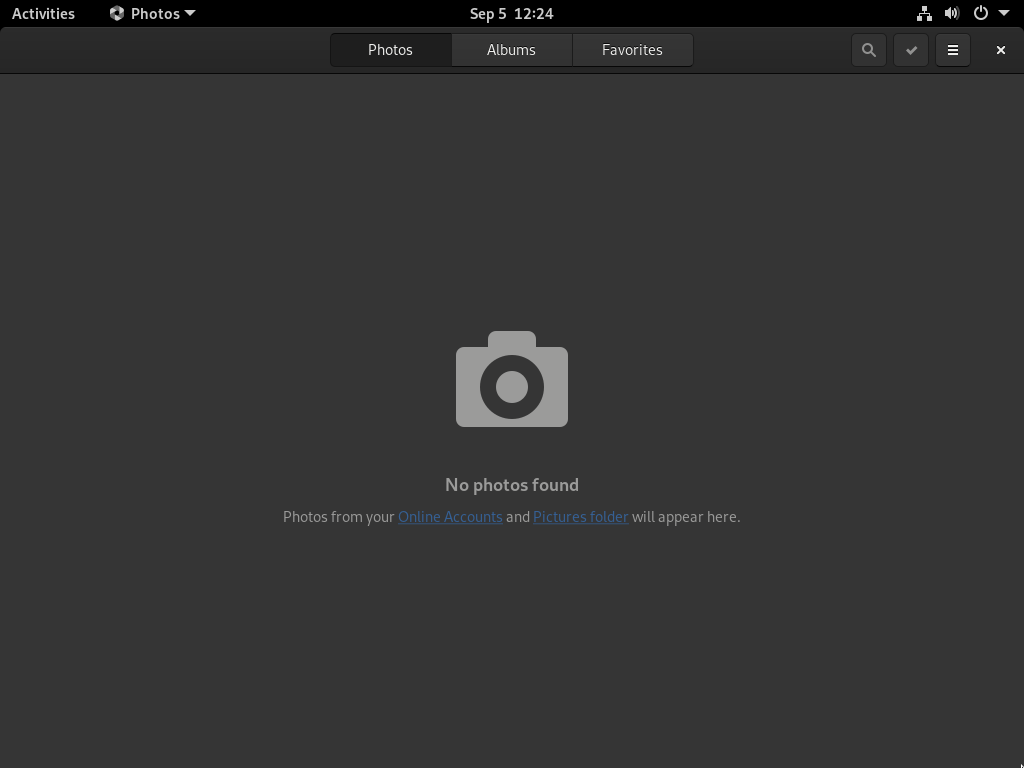 Activities Photos Sep 5 12:24
Photos Albums Favorites
No photos found
Photos from your Online Accounts and Pictures folder will appear here.